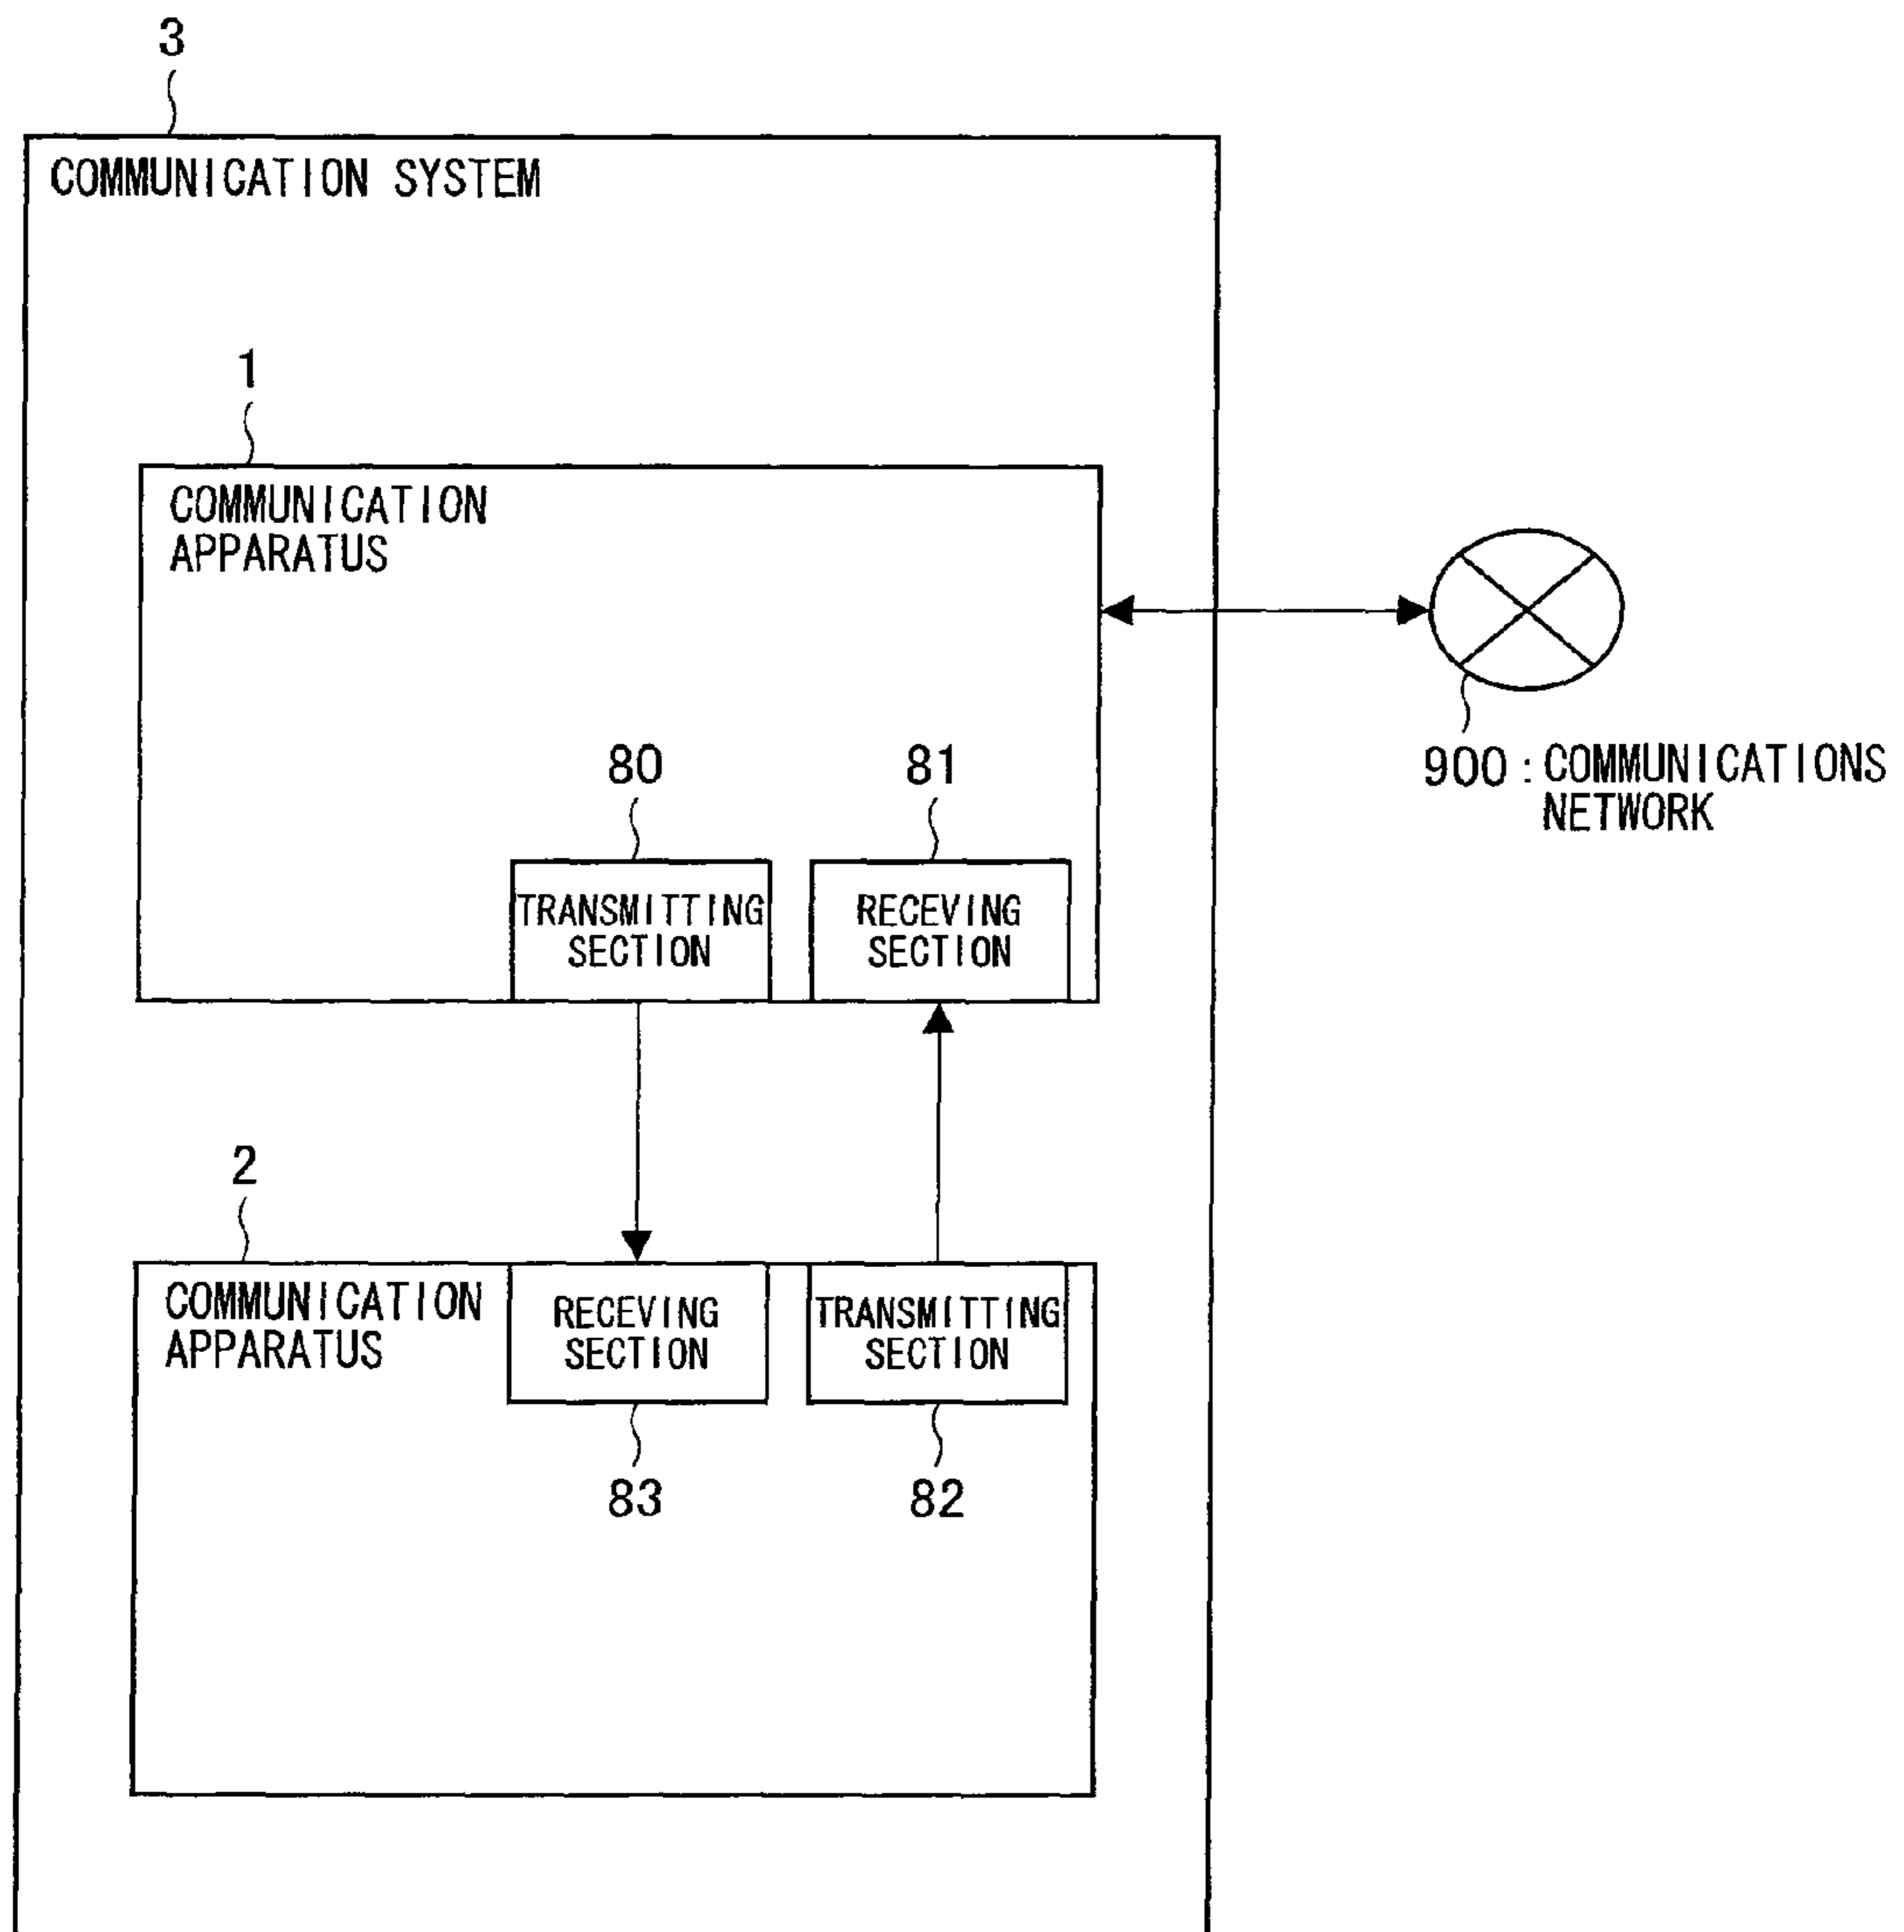 3
COMMUNICATION SYSTEM
1
COMMUNICATION
APPARATUS
80
81
TRANSMITTING
SECTION
RECEVING
SECTION
900 : COMMUNICATIONS
NETWORK
2
COMMUNICATION
APPARATUS
RECEVING
SECTION
TRANSMITTING
SECTION
83
82